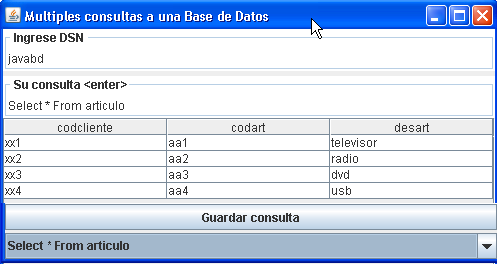 Multiples consultas a una Base de Datos
Ingrese DSN
javabd
Su consulta <enter>
Select * From articulo
codcliente codart desart
xx1 aa1 televisor
xx2 aa2 radio
xx3 aa3 dvd
xx4 aa4 usb
Guardar consulta
Select * From articulo